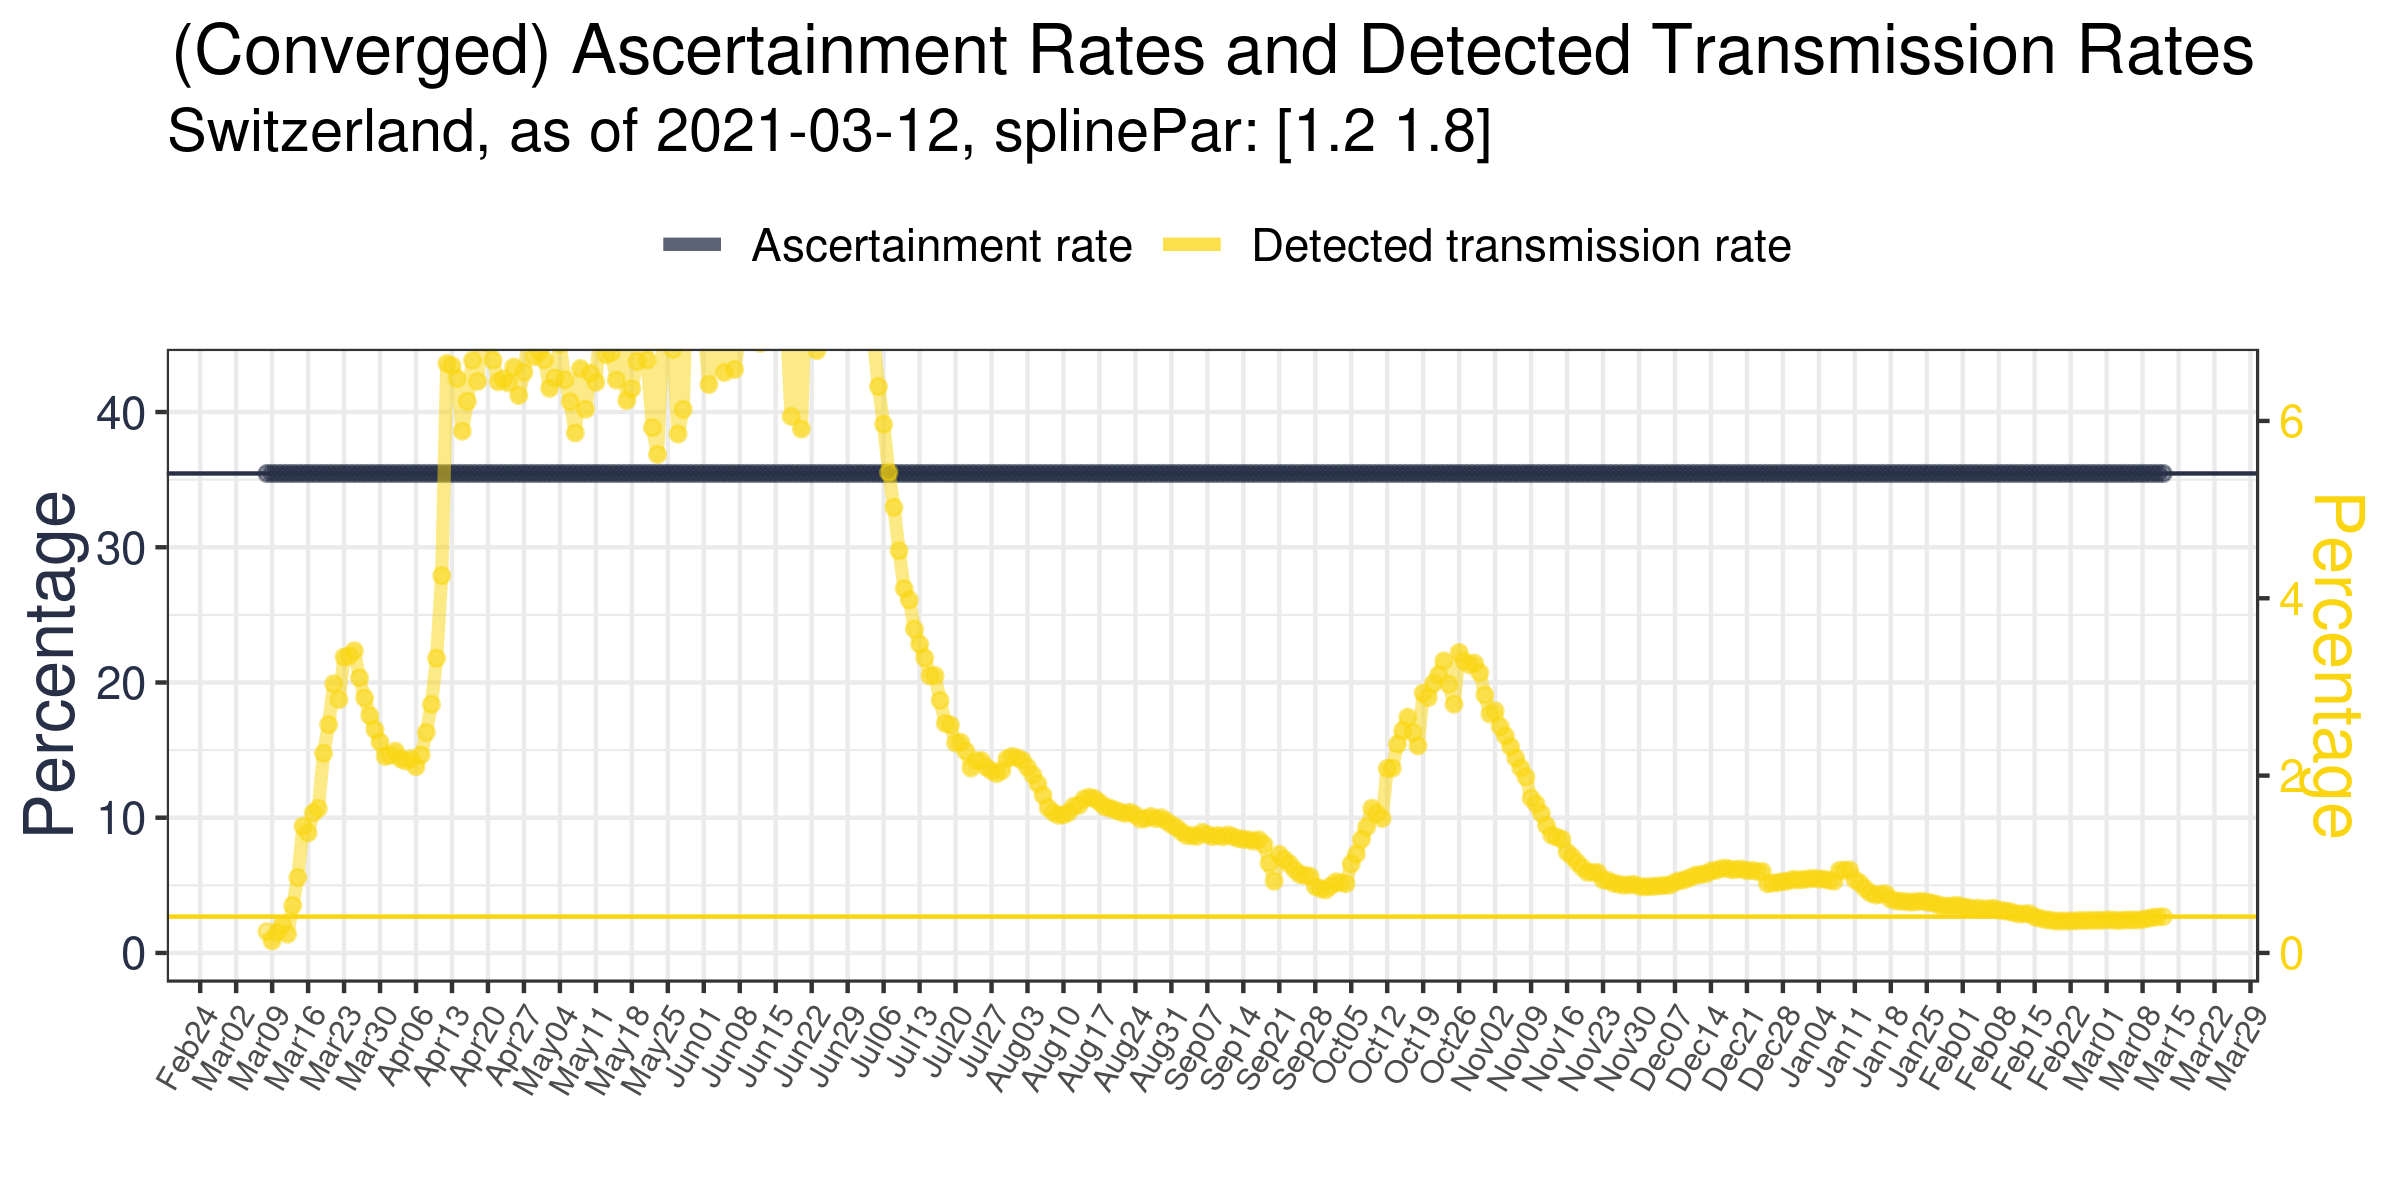 (Converged) Ascertainment Rates and Detected Transmission Rates
Switzerland, as of 2021-03-12, splinePar: [1.2 1.8]
Ascertainment rate Detected transmission rate
Percentage
40
30
20
10
0
6
4
2
0
Percentage
Feb24 Mar02 Mar09 Mar16 Mar23 Mar30 Apr06 Apr13 Apr20 Apr27 May04 May11 May18 May25 Jun01 Jun08 Jun15 Jun22 Jun29 Jul06 Jul13 Jul20 Jul27 Aug03 Aug10 Aug17 Aug24 Aug31 Sep07 Sep14 Sep21 Sep28 Oct05 Oct12 Oct19 Oct26 Nov02 Nov09 Nov16 Nov23 Nov30 Dec07 Dec14 Dec21 Dec28 Jan04 Jan11 Jan18 Jan25 Feb01 Feb08 Feb15 Feb22 Mar01 Mar08 Mar15 Mar22 Mar29